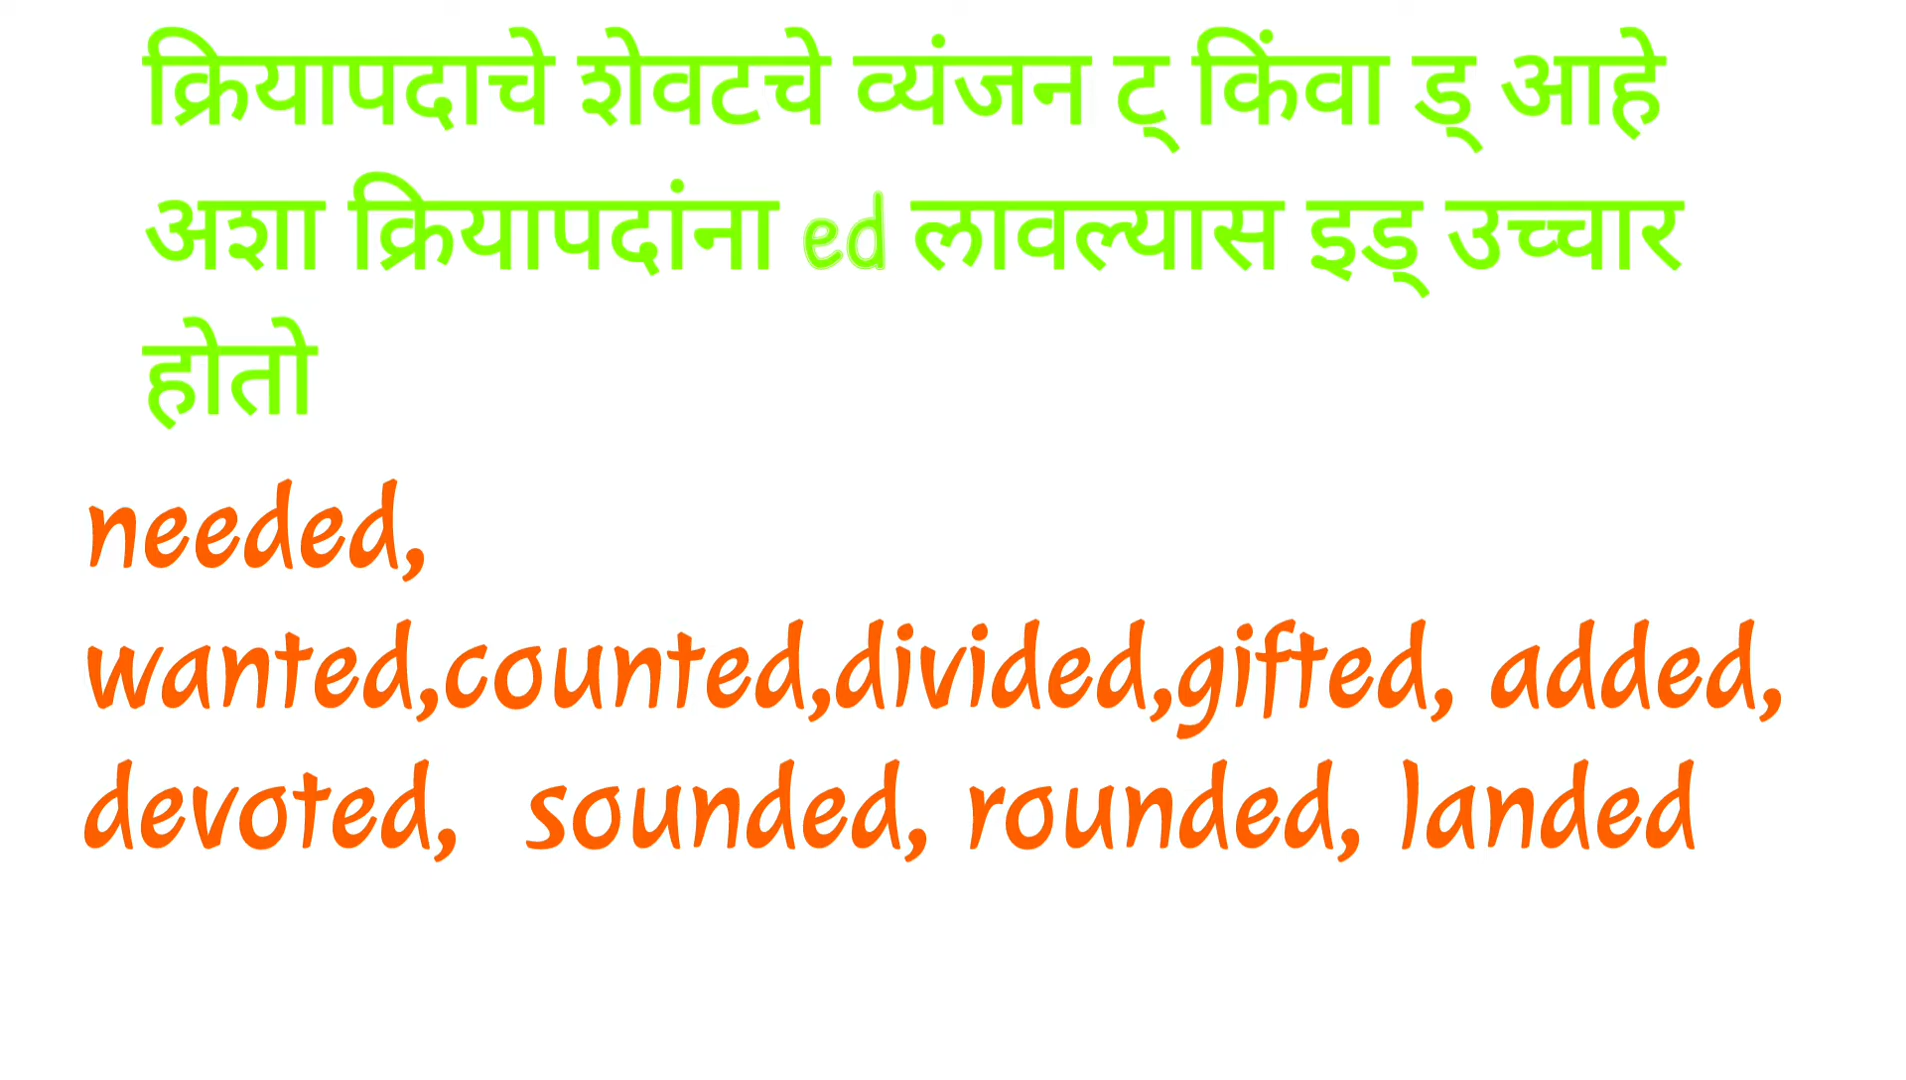 क्रियापदाचे शेवटचे व्यंजन ट् किंवा ड् आहे
अशा क्रियापदांना ed लावल्यास इड् उच्चार
होतो
needed,
wanted,counted,divided,gifted, added,
devoted, sounded, rounded, landed